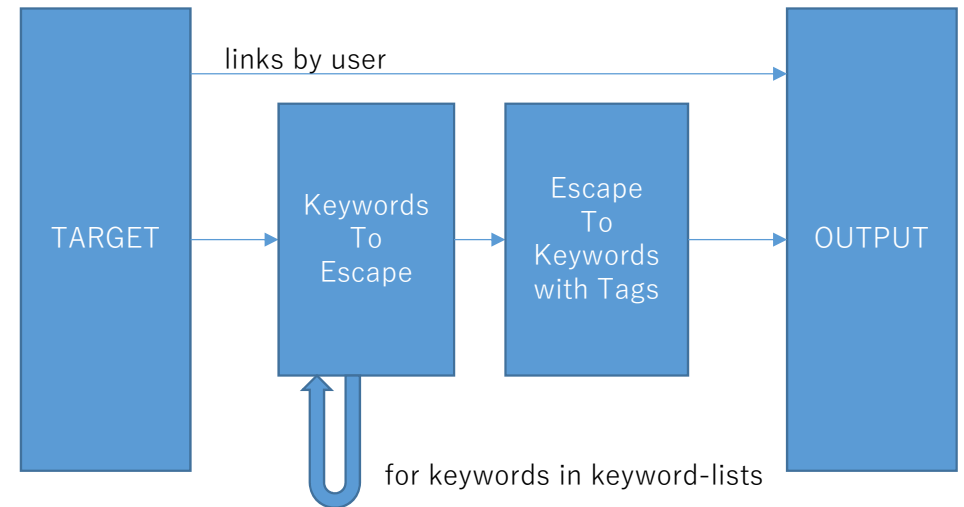 links by user
TARGET
Keywords
To
Escape
Escape
To
Keywords
with Tags
OUTPUT
for keywords in keyword-lists